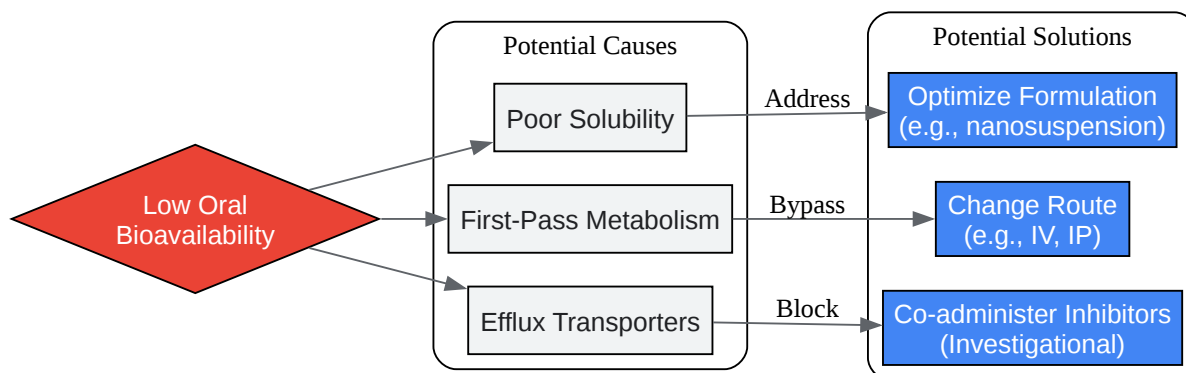 Potential Causes
Potential Solutions
Low Oral
Bioavailability
Poor Solubility
Address
Optimize Formulation
(e.g., nanosuspension)
First-Pass Metabolism
Bypass
Change Route
(e.g., IV, IP)
Efflux Transporters
Block
Co-administer Inhibitors
(Investigational)